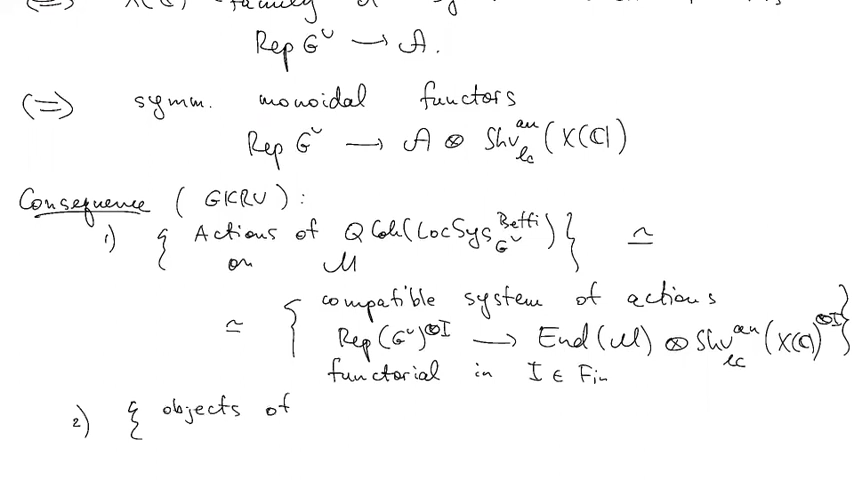 Rep G^∨ → A.
(⇒) symm. monoidal functors
Rep G^∨ → A ⊗ Shv_lc^an (X(ℂ))
Consequence (GKRV):
1) { Actions of QCoh(LocSys_{G^∨}^{Betti}) } ≃
on M
≃ { compatible system of actions
Rep(G^∨)^{⊗I} → End(M) ⊗ Shv_lc^an (X(ℂ))^{⊗I} }
functorial in I ∈ Fin
2) { objects of